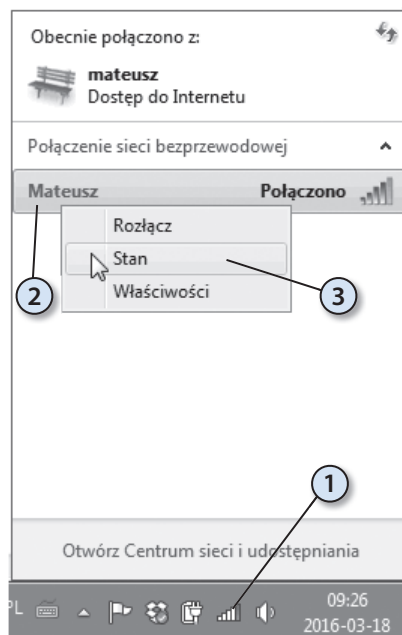 Obecnie połączono z:
mateusz
Dostęp do Internetu
Połączenie sieci bezprzewodowej
Mateusz Połączono
Rozłącz
Stan
Właściwości
2
3
1
Otwórz Centrum sieci i udostępniania
PL
09:26
2016-03-18